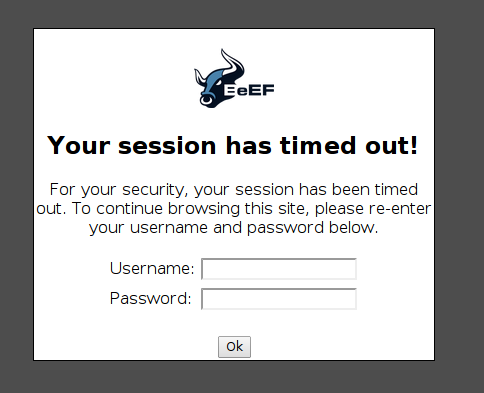 BeEF
Your session has timed out!
For your security, your session has been timed
out. To continue browsing this site, please re-enter
your username and password below.
Username:
Password:
Ok